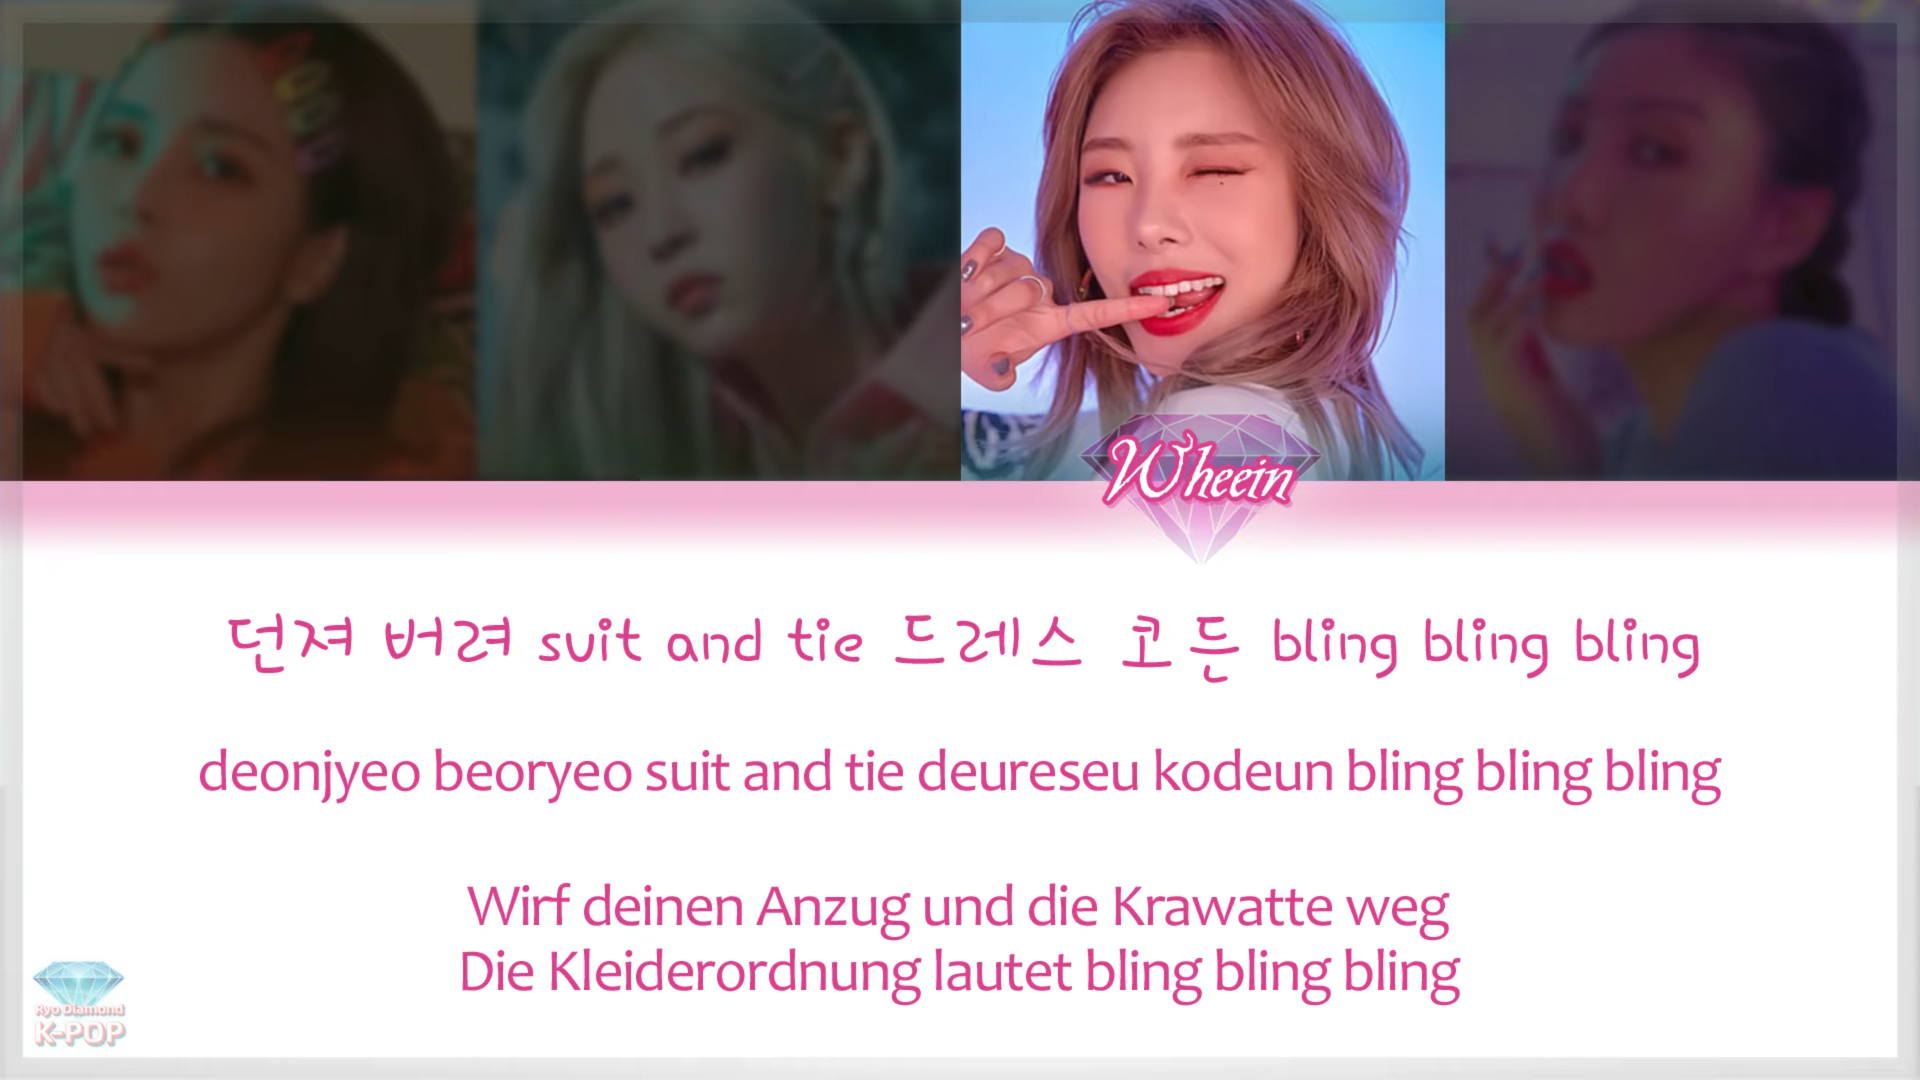 Wheein
던져 버려 suit and tie 드레스 코든 bling bling bling
deonjyeo beoryeo suit and tie deureseu kodeun bling bling bling
Wirf deinen Anzug und die Krawatte weg
Die Kleiderordnung lautet bling bling bling
Ryo Diamond
K-POP